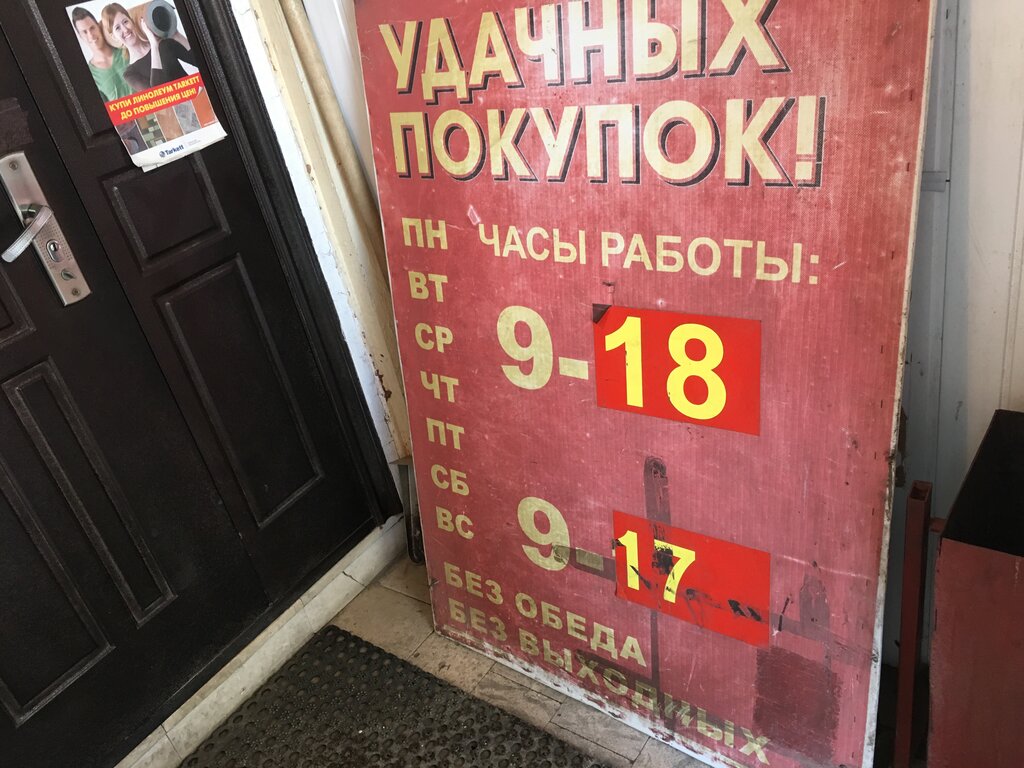 КУПИ ЛИНОЛЕУМ TARKETT
ДО ПОВЫШЕНИЯ ЦЕН!
Tarkett
УДАЧНЫХ
ПОКУПОК!
ЧАСЫ РАБОТЫ:
ПН
ВТ
СР
ЧТ
ПТ
9-18
СБ
ВС
9-17
БЕЗ ОБЕДА
БЕЗ ВЫХОДНЫХ